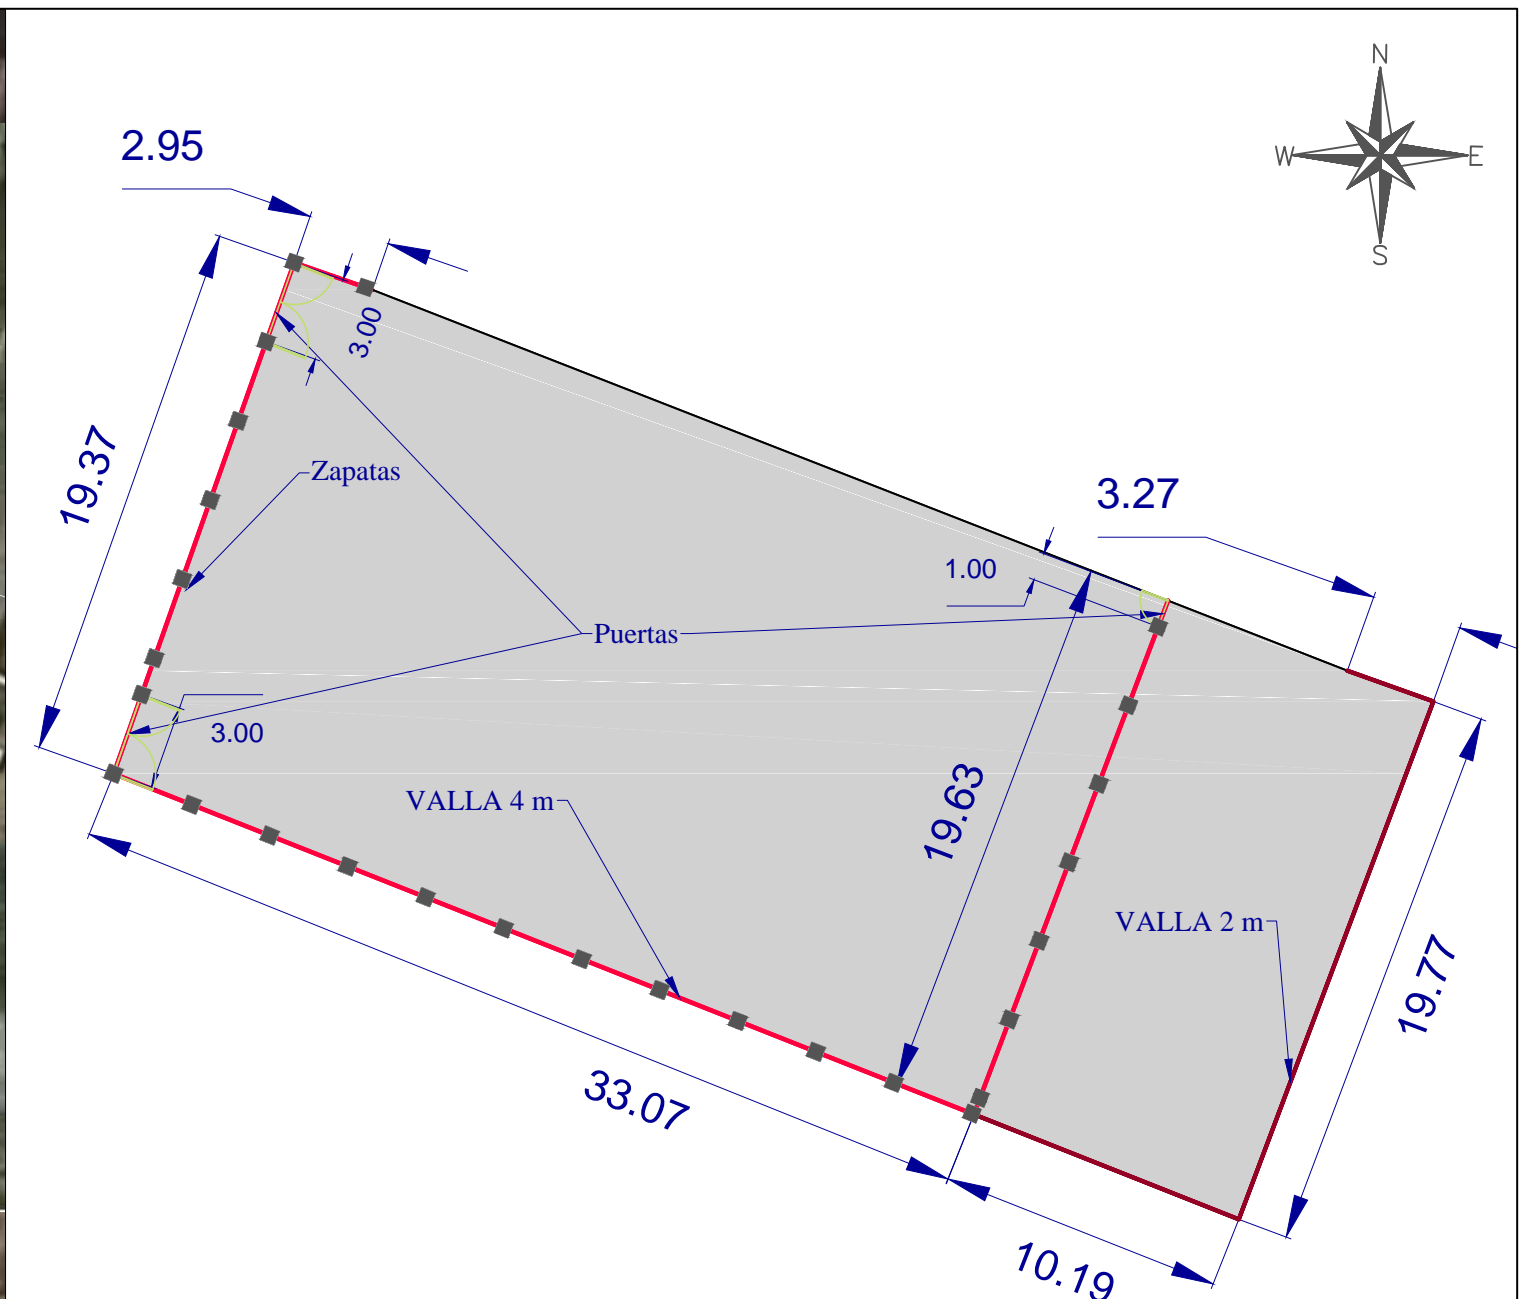 N
2.95
W
E
S
3.00
19.37
Zapatas
3.27
1.00
Puertas
3.00
VALLA 4 m
19.63
VALLA 2 m
19.77
33.07
10.19